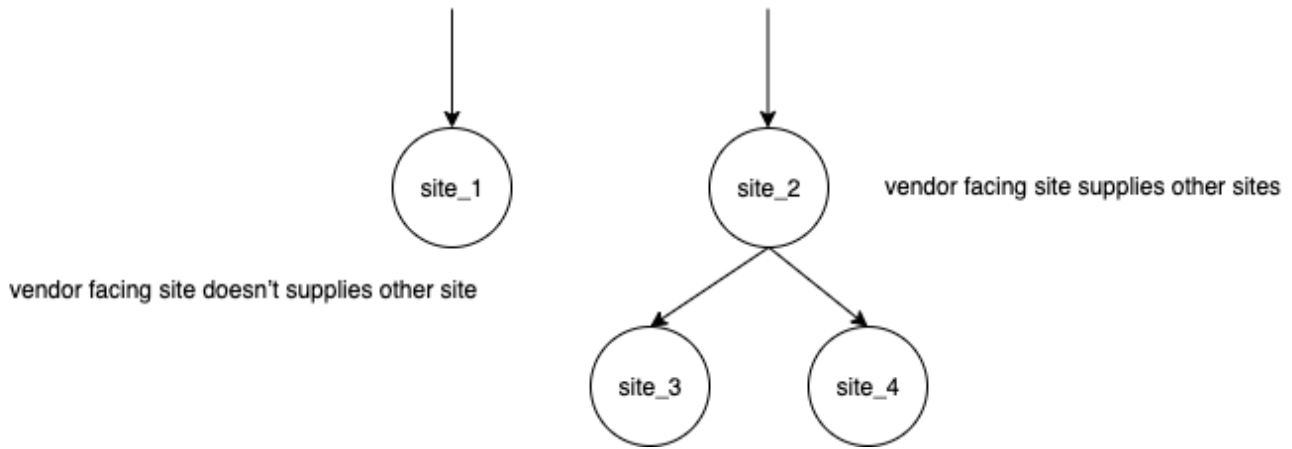 site_1
site_2
vendor facing site supplies other sites
vendor facing site doesn't supplies other site
site_3
site_4